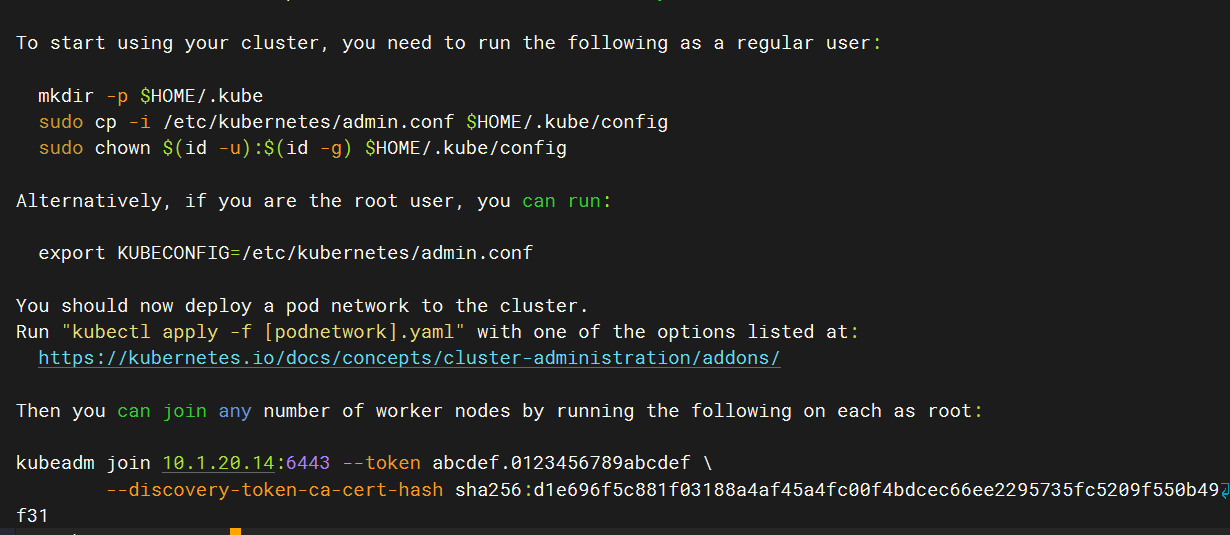 To start using your cluster, you need to run the following as a regular user:
mkdir -p $HOME/.kube
sudo cp -i /etc/kubernetes/admin.conf $HOME/.kube/config
sudo chown $(id -u):$(id -g) $HOME/.kube/config
Alternatively, if you are the root user, you can run:
export KUBECONFIG=/etc/kubernetes/admin.conf
You should now deploy a pod network to the cluster.
Run "kubectl apply -f [podnetwork].yaml" with one of the options listed at:
https://kubernetes.io/docs/concepts/cluster-administration/addons/
Then you can join any number of worker nodes by running the following on each as root:
kubeadm join 10.1.20.14:6443 --token abcdef.0123456789abcdef \
--discovery-token-ca-cert-hash sha256:d1e696f5c881f03188a4af45a4fc00f4bdcec66ee2295735fc5209f550b49
f31